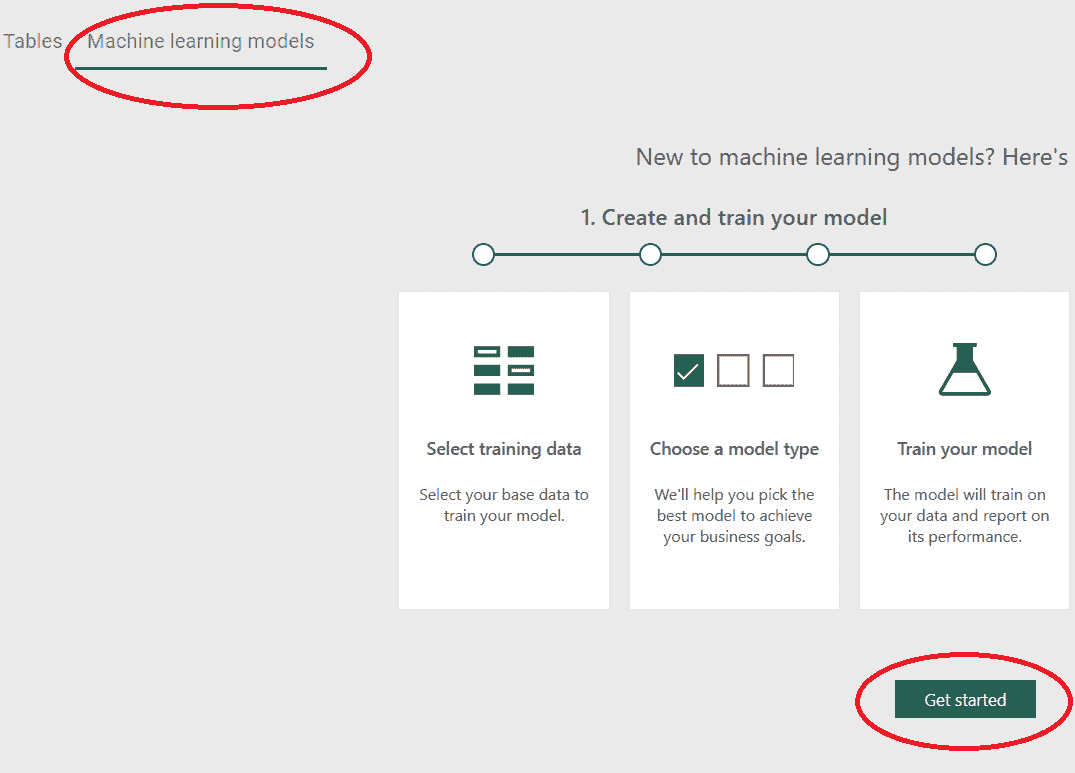 Tables Machine learning models
New to machine learning models? Here's
1. Create and train your model
Select training data
Select your base data to
train your model.
Choose a model type
We'll help you pick the
best model to achieve
your business goals.
Train your model
The model will train on
your data and report on
its performance.
Get started